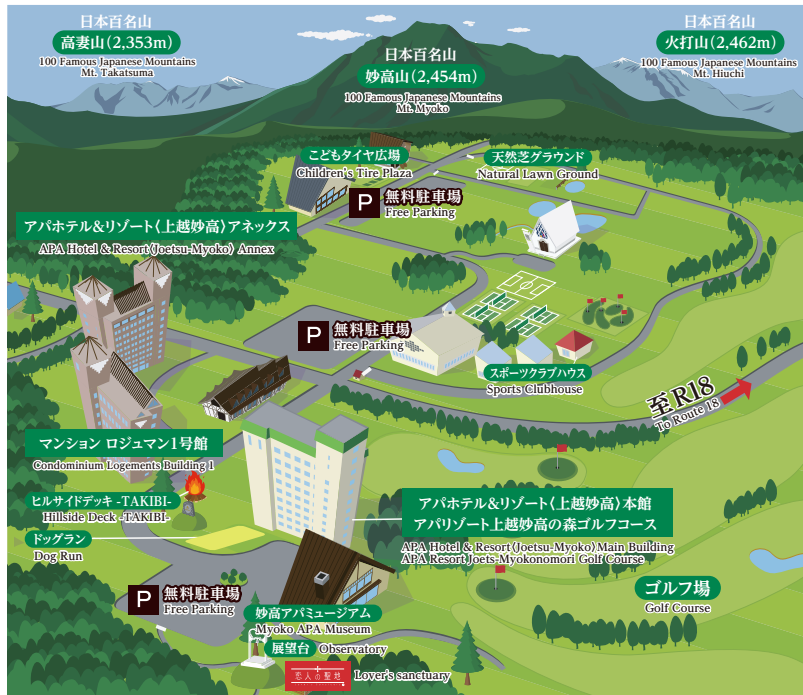 日本百名山
高妻山(2,353m)
100 Famous Japanese Mountains
Mt. Takatsuma
日本百名山
妙高山(2,454m)
100 Famous Japanese Mountains
Mt. Myoko
日本百名山
火打山(2,462m)
100 Famous Japanese Mountains
Mt. Hiuchi
こどもタイヤ広場
Children's Tire Plaza
天然芝グラウンド
Natural Lawn Ground
P 無料駐車場
Free Parking
アパホテル&リゾート〈上越妙高〉アネックス
APA Hotel & Resort〈Joetsu-Myoko〉 Annex
P 無料駐車場
Free Parking
スポーツクラブハウス
Sports Clubhouse
至R18
To Route 18
マンション ロジュマン1号館
Condominium Logements Building 1
ヒルサイドデッキ -TAKIBI-
Hillside Deck -TAKIBI-
ドッグラン
Dog Run
アパホテル&リゾート〈上越妙高〉本館
アパリゾート上越妙高の森ゴルフコース
APA Hotel & Resort〈Joetsu-Myoko〉Main Building
APA Resort Joets-Myokonomori Golf Course
P 無料駐車場
Free Parking
ゴルフ場
Golf Course
妙高アパミュージアム
Myoko APA Museum
展望台 Observatory
恋人の聖地 Lover's sanctuary